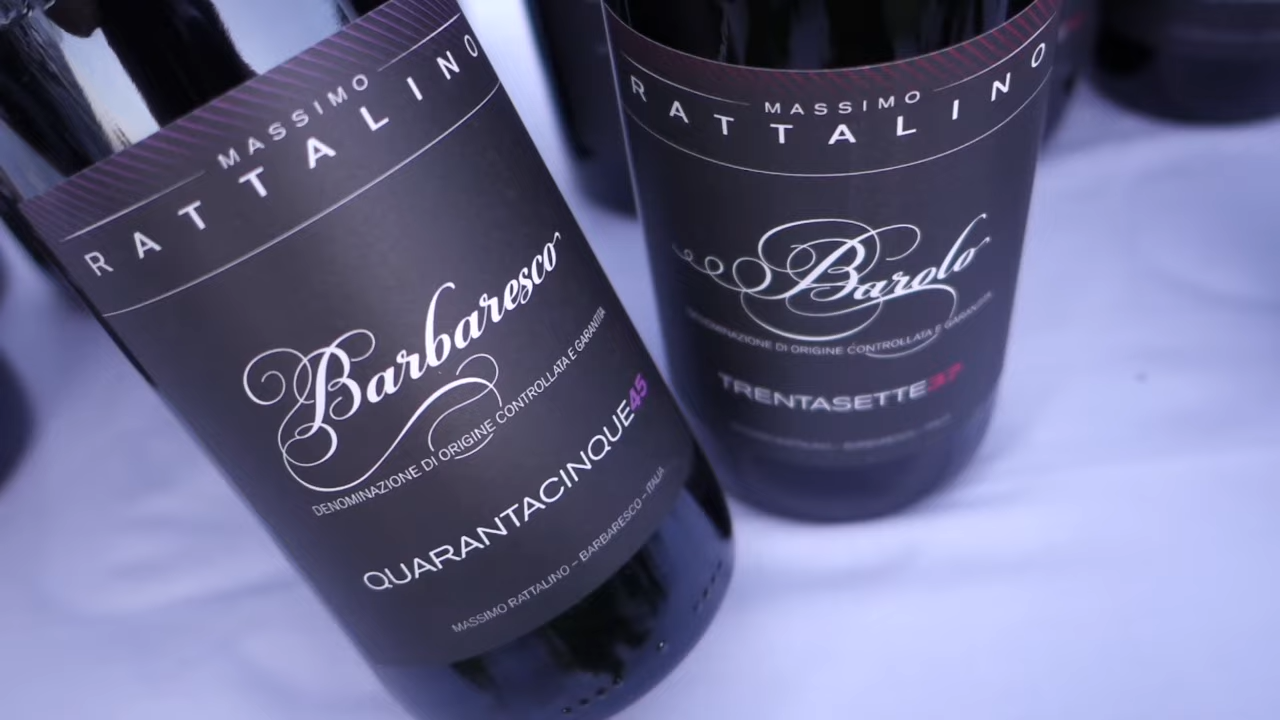 MASSIMO
RATTALINO
Barbaresco
DENOMINAZIONE DI ORIGINE CONTROLLATA E GARANTITA
QUARANTACINQUE45
MASSIMO RATTALINO – BARBARESCO – ITALIA
MASSIMO
RATTALINO
Barolo
DENOMINAZIONE DI ORIGINE CONTROLLATA E GARANTITA
TRENTASETTE37